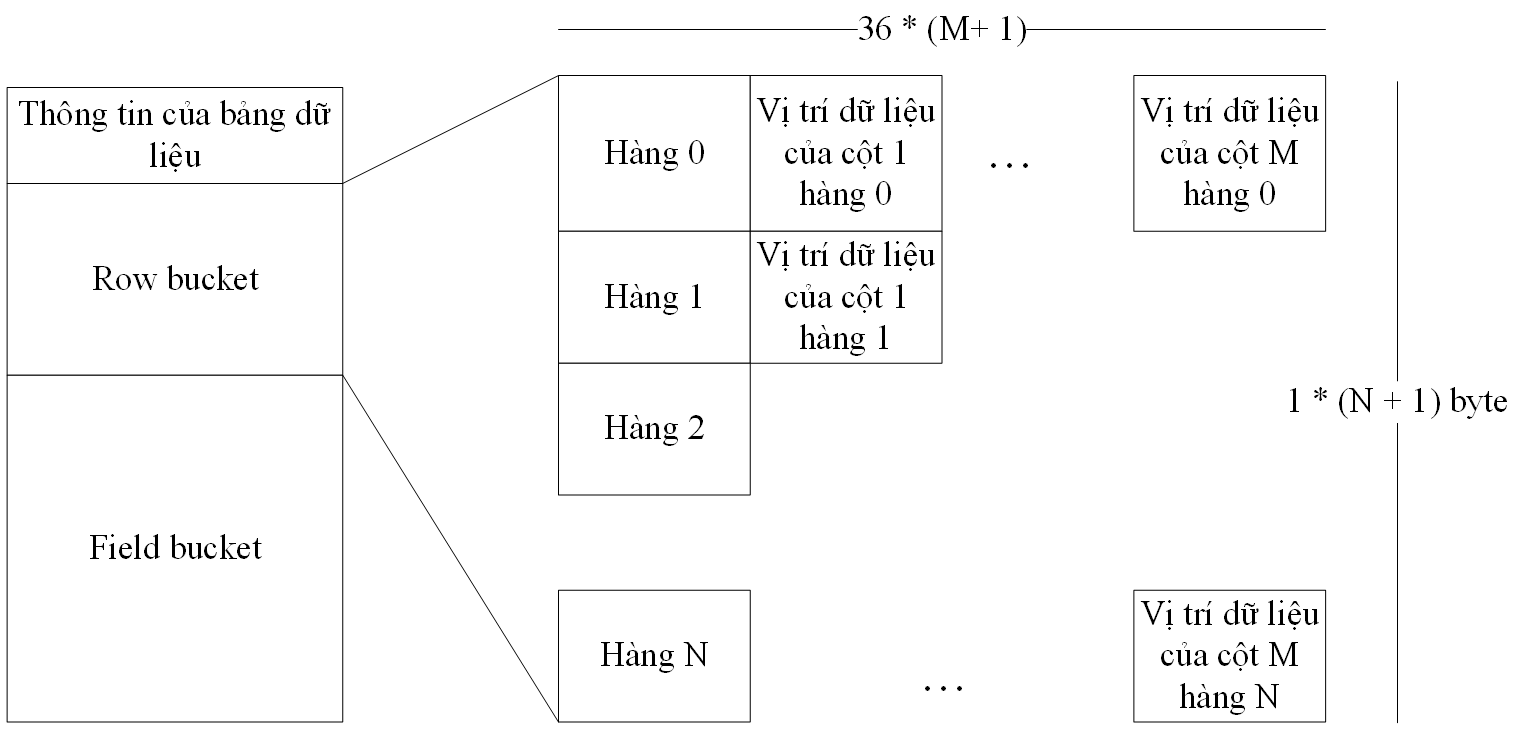 36 * (M+ 1)
Thông tin của bảng dữ
liệu
Row bucket
Field bucket
Hàng 0
Vị trí dữ liệu
của cột 1
hàng 0
...
Vị trí dữ liệu
của cột M
hàng 0
Hàng 1
Vị trí dữ liệu
của cột 1
hàng 1
Hàng 2
1 * (N + 1) byte
Hàng N
...
Vị trí dữ liệu
của cột M
hàng N